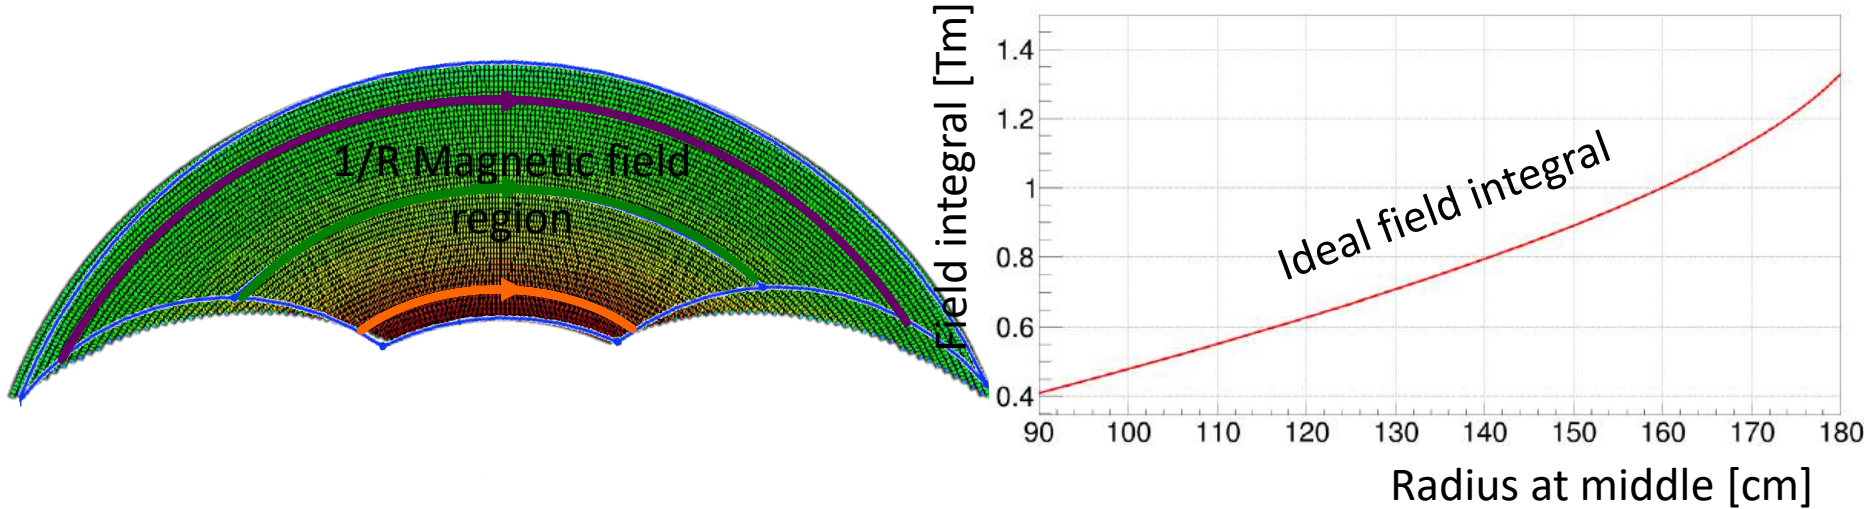 1/R Magnetic field
region
Field integral [Tm]
1.4
1.2
1
0.8
0.6
0.4
Ideal field integral
90 100 110 120 130 140 150 160 170 180
Radius at middle [cm]